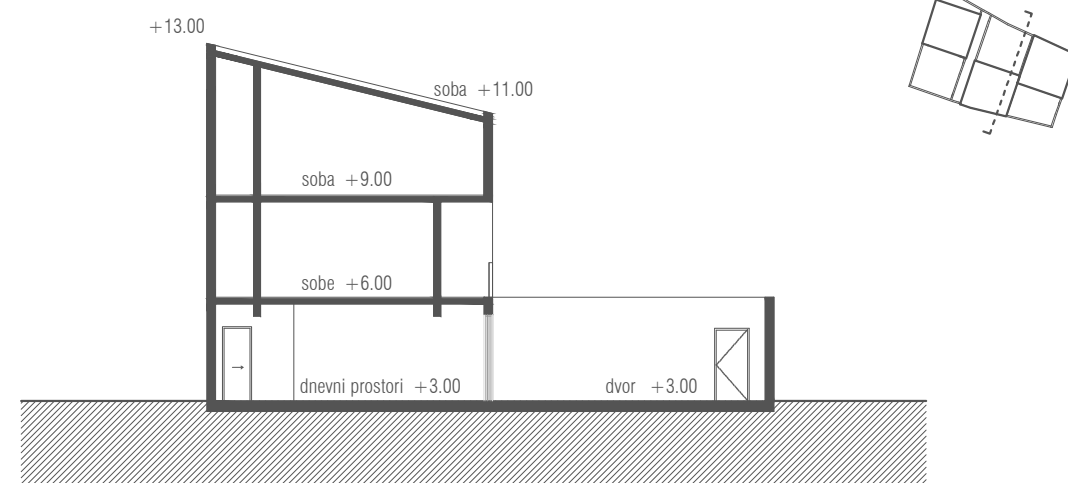 +13.00
soba +11.00
soba +9.00
sobe +6.00
dnevni prostori +3.00
dvor +3.00